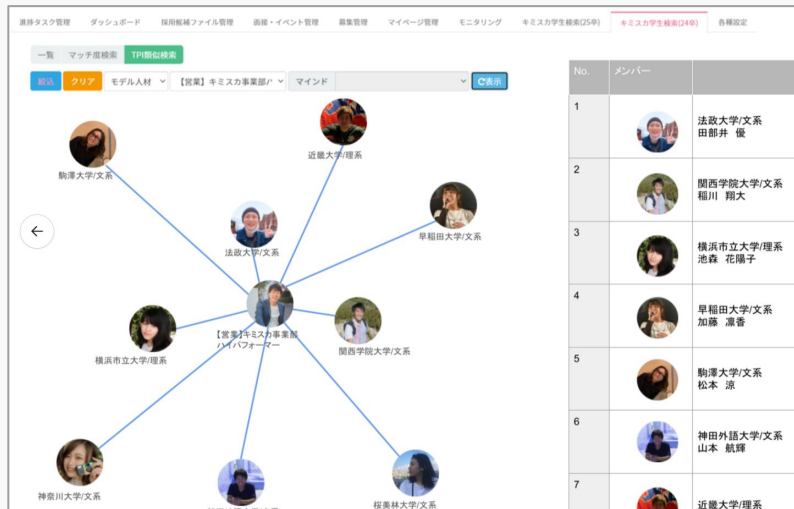 進捗タスク管理 ダッシュボード 採用候補ファイル管理 面接・イベント管理 募集管理 マイページ管理 モニタリング キミスカ学生検索(25卒) キミスカ学生検索(24卒) 各種設定
一覧 マッチ度検索 TPI類似検索
絞込 クリア モデル人材 【営業】キミスカ事業部ハ マインド 表示
近畿大学/理系
駒澤大学/文系
早稲田大学/文系
法政大学/文系
【営業】キミスカ事業部
ハイパフォーマー
横浜市立大学/理系
関西学院大学/文系
神奈川大学/文系
桜美林大学/文系
No. メンバー
1
法政大学/文系
田部井 優
2
関西学院大学/文系
稲川 翔大
3
横浜市立大学/理系
池森 花陽子
4
早稲田大学/文系
加藤 凛香
5
駒澤大学/文系
松本 涼
6
神田外語大学/文系
山本 航輝
7
近畿大学/理系